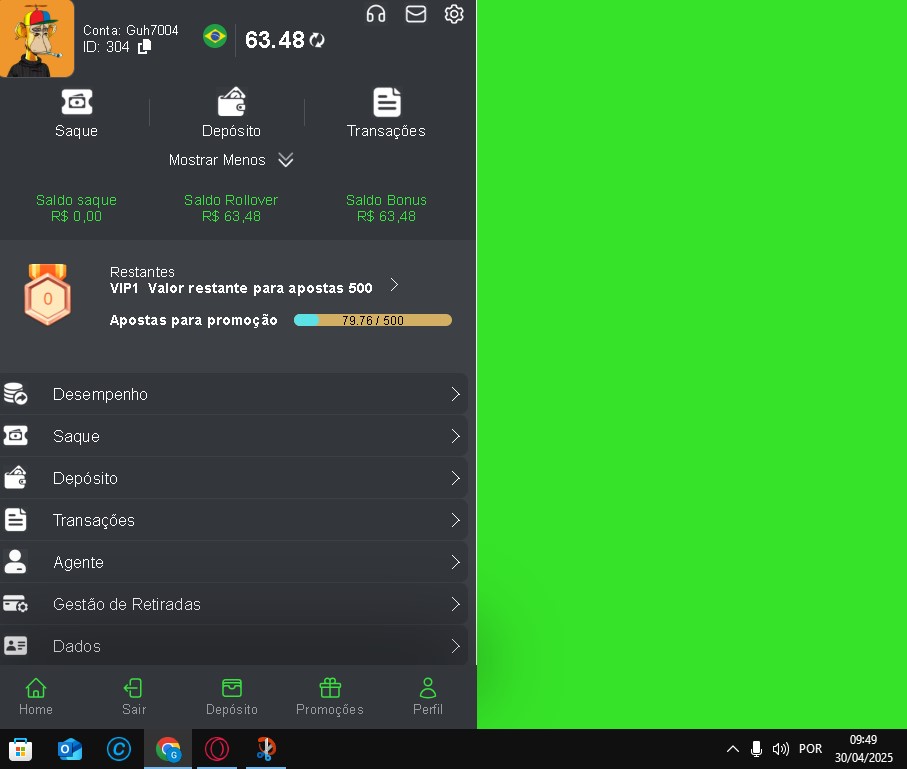 Conta: Guh7004
ID: 304
63.48
Saque
Depósito
Transações
Mostrar Menos
Saldo saque
R$ 0,00
Saldo Rollover
R$ 63,48
Saldo Bonus
R$ 63,48
0
Restantes
VIP1 Valor restante para apostas 500
Apostas para promoção
79.76 / 500
Desempenho
Saque
Depósito
Transações
Agente
Gestão de Retiradas
Dados
Home
Sair
Depósito
Promoções
Perfil
POR
09:49
30/04/2025